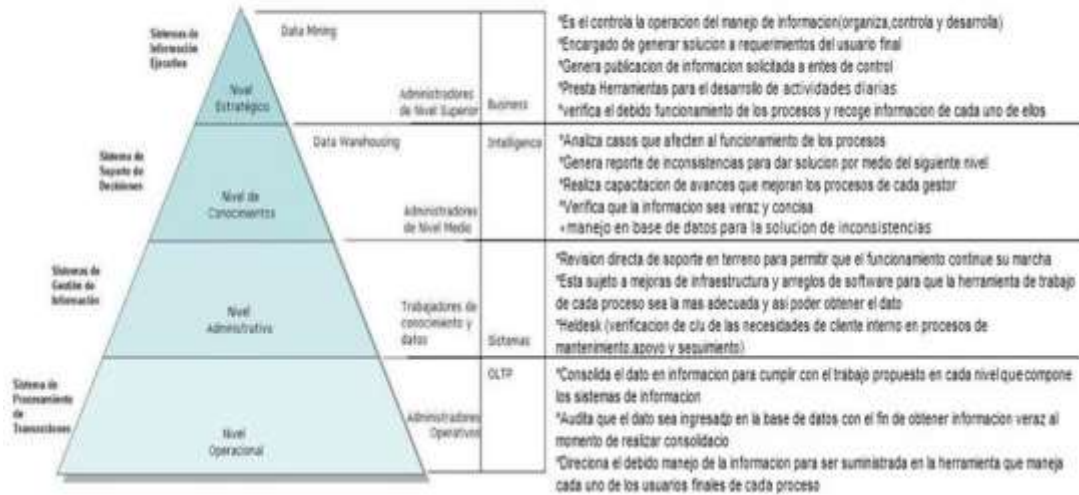 Sistemas de
Información
Ejecutiva
Nivel
Estratégico
Data Mining
Administradores
de Nivel Superior
Business
*Es el controla la operacion del manejo de informacion(organiza,controla y desarrolla)
*Encargado de generar solucion a requerimientos del usuario final
*Genera publicacion de informacion solicitada a entes de control
*Presta Herramientas para el desarrollo de actividades diarias
*verifica el debido funcionamiento de los procesos y recoge informacion de cada uno de ellos
Sistema de
Soporte de
Decisiones
Nivel de
Conocimientos
Data Warehousing
Administradores
de Nivel Medio
Intelligence
*Analiza casos que afecten al funcionamiento de los procesos
*Genera reporte de inconsistencias para dar solucion por medio del siguiente nivel
*Realiza capacitacion de avances que mejoran los procesos de cada gestor
*Verifica que la informacion sea veraz y concisa
*manejo en base de datos para la solucion de inconsistencias
Sistemas de
Gestión de
Información
Nivel
Administrativo
Trabajadores de
conocimiento y
datos
Sistemas
*Revision directa de soporte en terreno para permitir que el funcionamiento continue su marcha
*Esta sujeto a mejoras de infraestructura y arreglos de software para que la herramienta de trabajo
de cada proceso sea la mas adecuada y asi poder obtener el dato
*Heldesk (verificacion de c/u de las necesidades de cliente interno en procesos de
mantenimiento,apoyo y seguimiento)
Sistema de
Procesamiento
de
Transacciones
Nivel
Operacional
Administradores
Operativos
OLTP
*Consolida el dato en informacion para cumplir con el trabajo propuesto en cada nivel que compone
los sistemas de informacion
*Audita que el dato sea ingresado en la base de datos con el fin de obtener informacion veraz al
momento de realizar consolidacio
*Direciona el debido manejo de la informacion para ser suministrada en la herramienta que maneja
cada uno de los usuarios finales de cada proceso